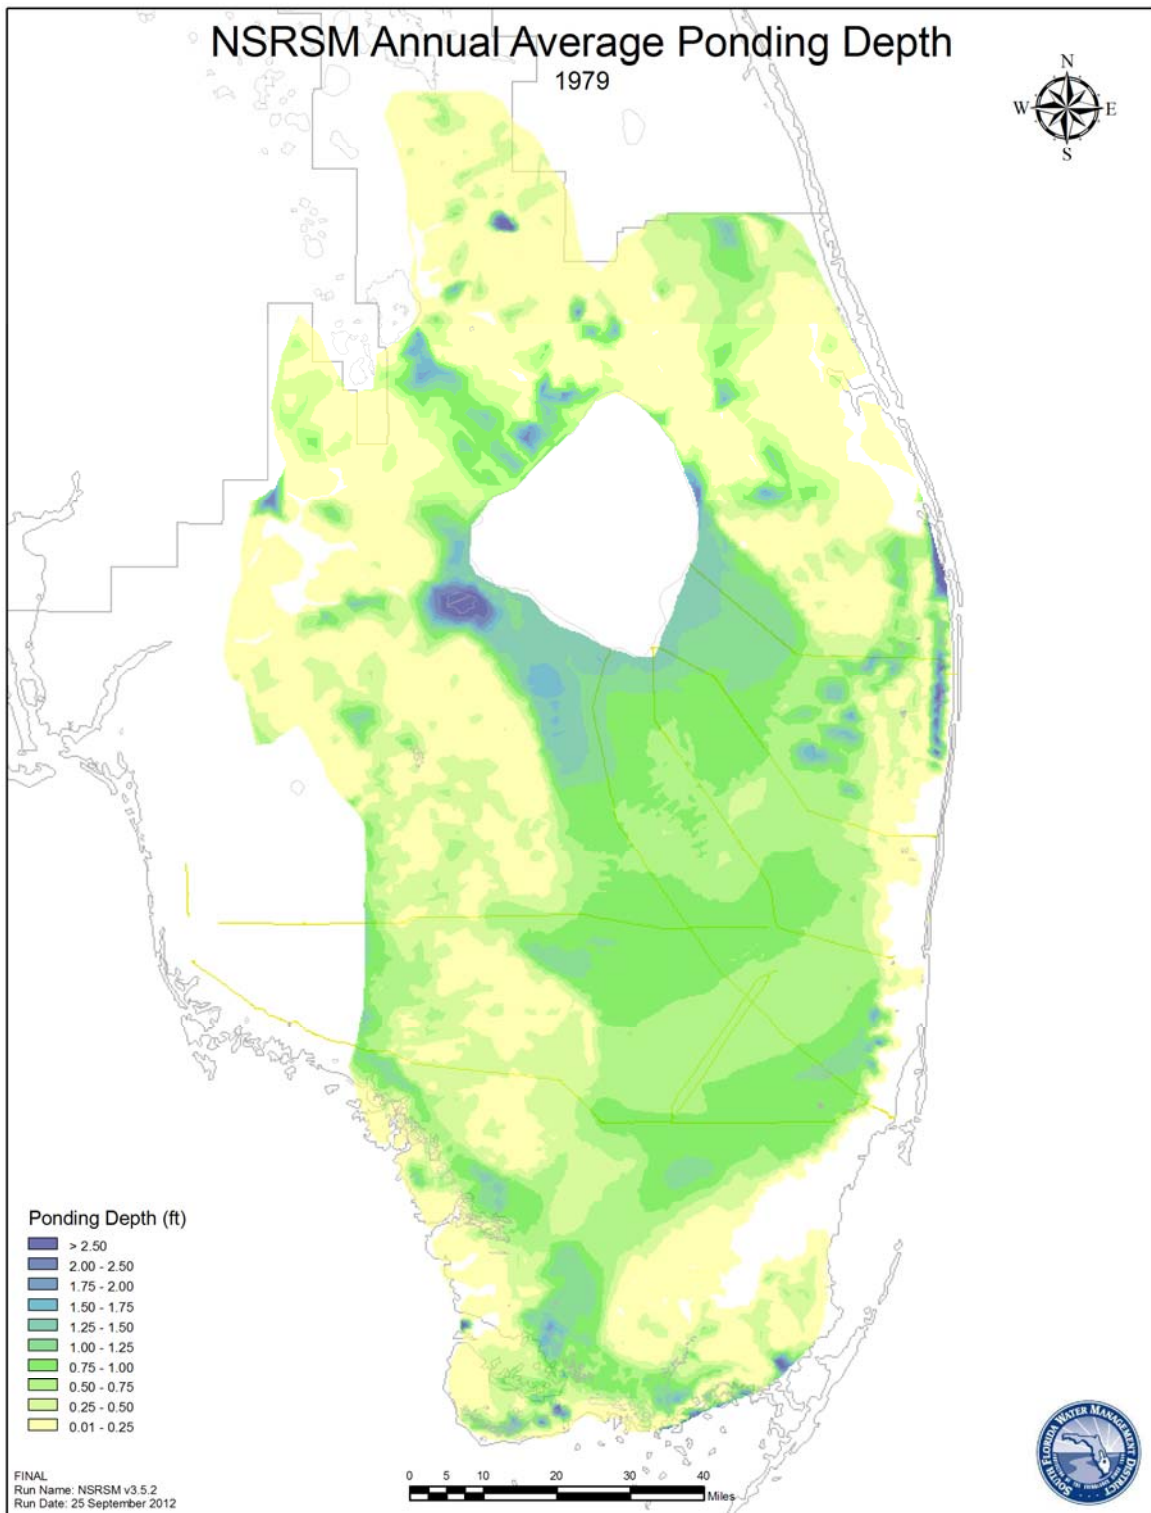 NSRSM Annual Average Ponding Depth
1979
N
W E
S
Ponding Depth (ft)
> 2.50
2.00 - 2.50
1.75 - 2.00
1.50 - 1.75
1.25 - 1.50
1.00 - 1.25
0.75 - 1.00
0.50 - 0.75
0.25 - 0.50
0.01 - 0.25
FINAL
Run Name: NSRSM v3.5.2
Run Date: 25 September 2012
0 5 10 20 30 40
Miles
SOUTH FLORIDA WATER MANAGEMENT DISTRICT